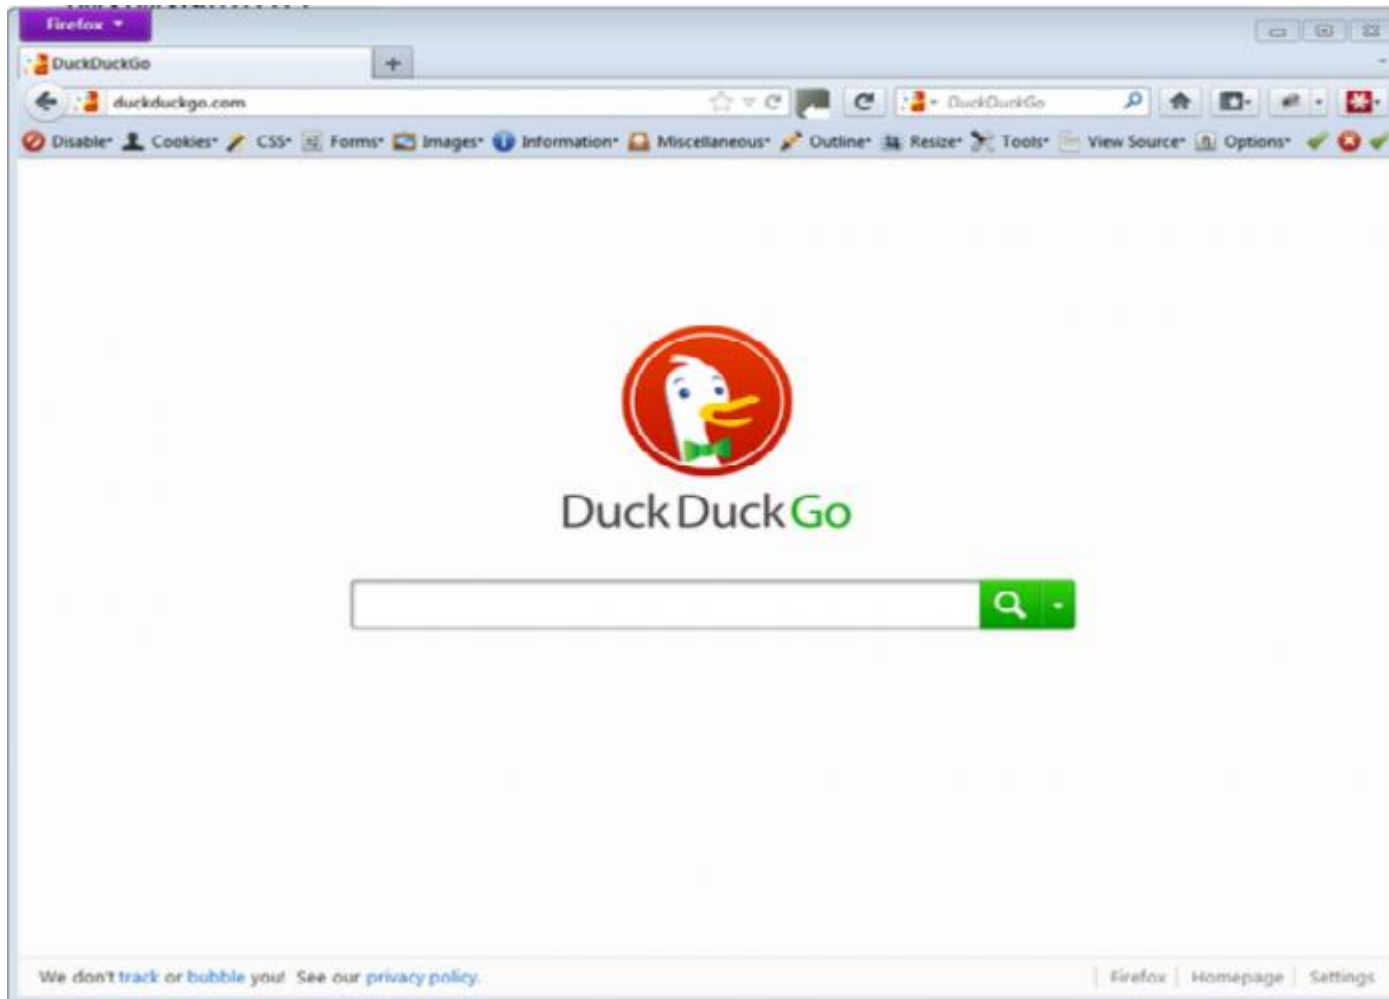 Firefox
DuckDuckGo
duckduckgo.com DuckDuckGo
Disable Cookies CSS Forms Images Information Miscellaneous Outline Resize Tools View Source Options
DuckDuckGo
We don't track or bubble you! See our privacy policy. Firefox Homepage Settings